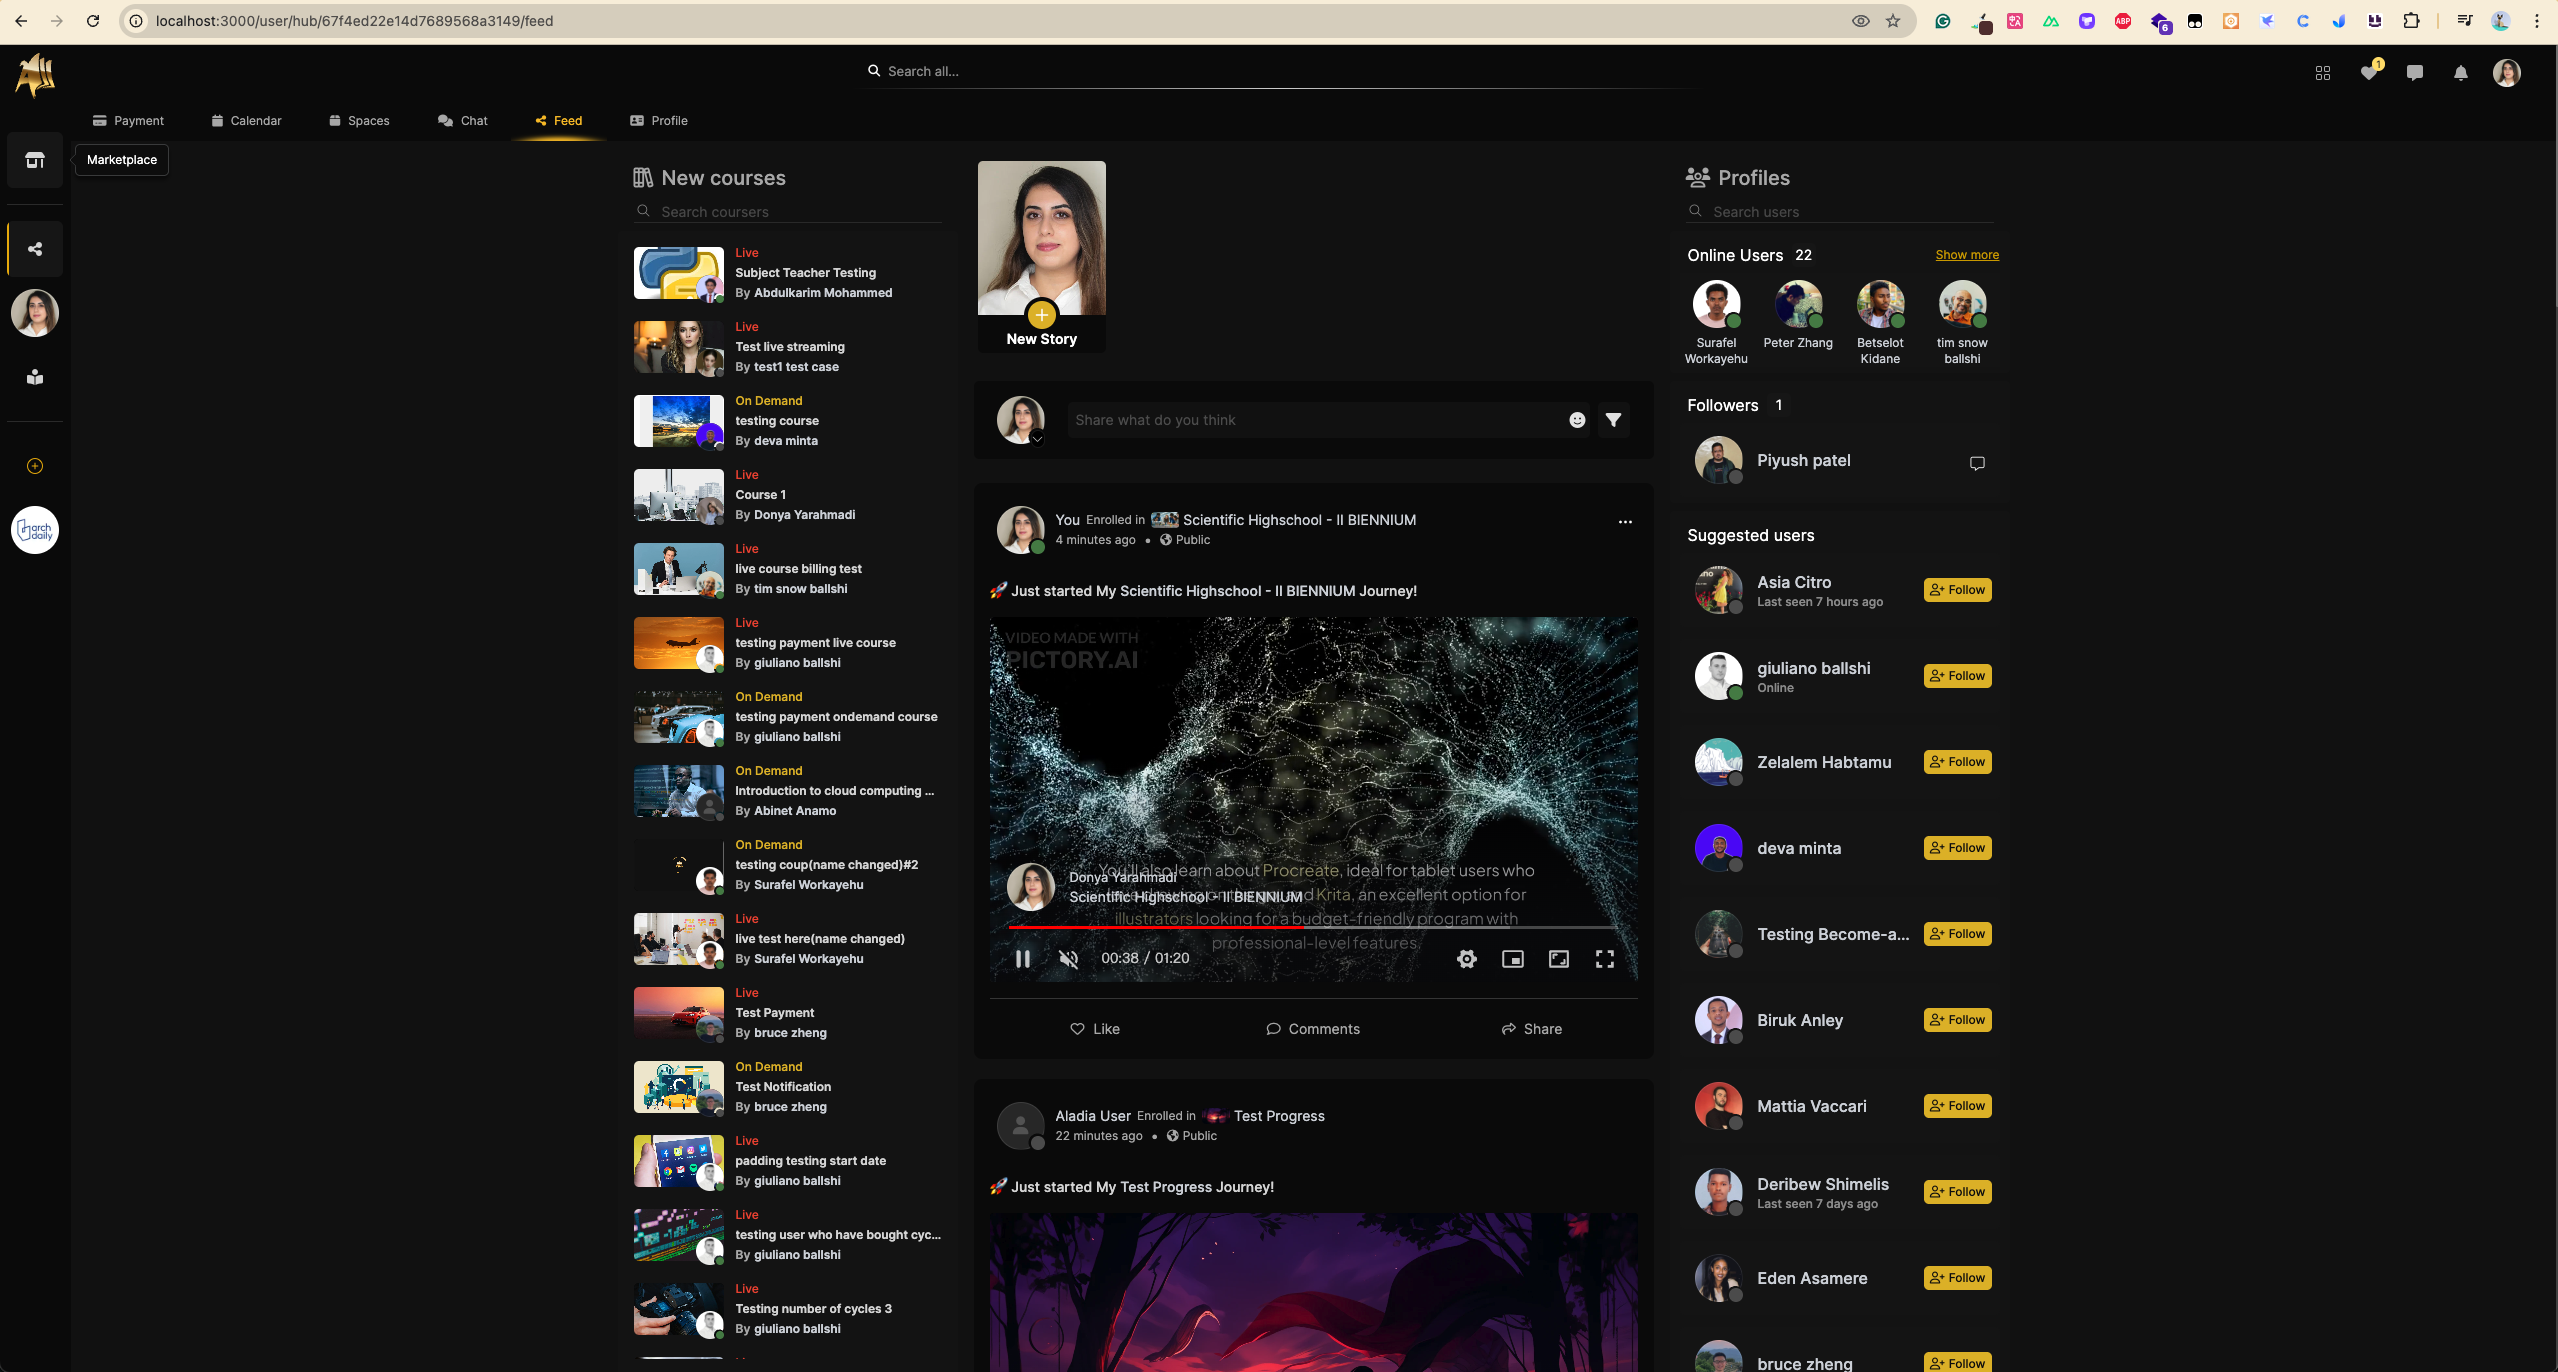 localhost:3000/user/hub/67f4ed22e14d7689568a3149/feed
ABP
6
All
Search all...
1
Payment
Calendar
Spaces
Chat
Feed
Profile
Marketplace
arch
daily
New courses
Search coursers
Live
Subject Teacher Testing
By Abdulkarim Mohammed
Live
Test live streaming
By test1 test case
On Demand
testing course
By deva minta
Live
Course 1
By Donya Yarahmadi
Live
live course billing test
By tim snow ballshi
Live
testing payment live course
By giuliano ballshi
On Demand
testing payment ondemand course
By giuliano ballshi
On Demand
Introduction to cloud computing ...
By Abinet Anamo
On Demand
testing coup(name changed)#2
By Surafel Workayehu
Live
live test here(name changed)
By Surafel Workayehu
Live
Test Payment
By bruce zheng
On Demand
Test Notification
By bruce zheng
Live
padding testing start date
By giuliano ballshi
Live
testing user who have bought cyc...
By giuliano ballshi
Live
Testing number of cycles 3
By giuliano ballshi
New Story
Share what do you think
You Enrolled in Scientific Highschool - II BIENNIUM
4 minutes ago • Public
🚀 Just started My Scientific Highschool - II BIENNIUM Journey!
VIDEO MADE WITH
PICTORY.AI
You'll also learn about Procreate, ideal for tablet users who
Krita, an excellent option for
illustrators looking for a budget-friendly program with
professional-level features.
Donya Yarahmadi
Scientific Highschool - II BIENNIUM
00:38 / 01:20
Like
Comments
Share
Aladia User Enrolled in Test Progress
22 minutes ago • Public
🚀 Just started My Test Progress Journey!
Profiles
Search users
Online Users 22
Show more
Surafel
Workayehu
Peter Zhang
Betselot
Kidane
tim snow
ballshi
Followers 1
Piyush patel
Suggested users
Asia Citro
Last seen 7 hours ago
Follow
giuliano ballshi
Online
Follow
Zelalem Habtamu
Follow
deva minta
Follow
Testing Become-a...
Follow
Biruk Anley
Follow
Mattia Vaccari
Follow
Deribew Shimelis
Last seen 7 days ago
Follow
Eden Asamere
Follow
bruce zheng
Follow